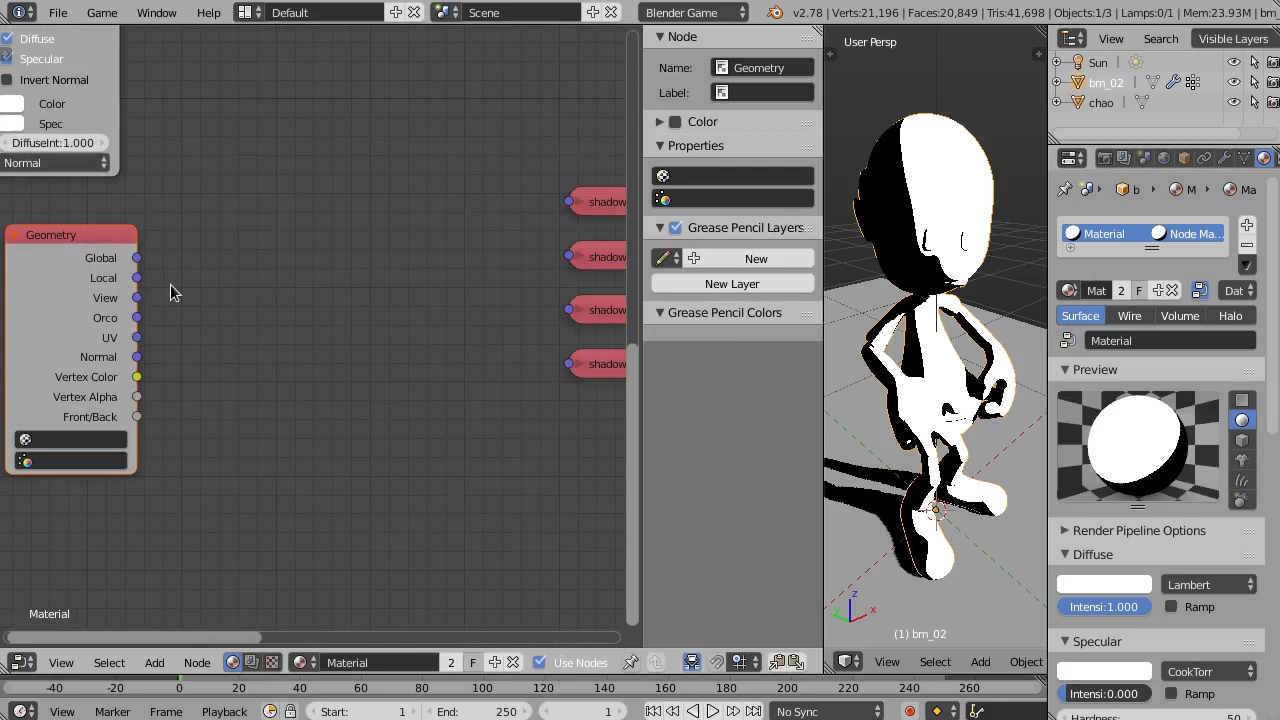 File Game Window Help Default Scene Blender Game v2.78 | Verts:21,196 | Faces:20,849 | Tris:41,698 | Objects:1/3 | Lamps:0/1 | Mem:23.93M | bm
Diffuse
Specular
Invert Normal
Color
Spec
DiffuseInt:1.000
Normal
Geometry
Global
Local
View
Orco
UV
Normal
Vertex Color
Vertex Alpha
Front/Back
shadow
shadow
shadow
shadow
Material
Node
Name: Geometry
Label:
Color
Properties
Grease Pencil Layers
New
New Layer
Grease Pencil Colors
User Persp
z
x
y
(1) bm_02
View Search Visible Layers
Sun
bm_02
chao
b M Ma
Material Node Ma...
Mat 2 F Dat
Surface Wire Volume Halo
Material
Preview
Render Pipeline Options
Diffuse
Lambert
Intensi:1.000 Ramp
Specular
CookTorr
Intensi:0.000 Ramp
Hardness: 50
View Select Add Node Material 2 F Use Nodes
View Select Add Object
-40 -20 0 20 40 60 80 100 120 140 160 180 200 220 240 260
View Marker Frame Playback Start: 1 End: 250 1 No Sync